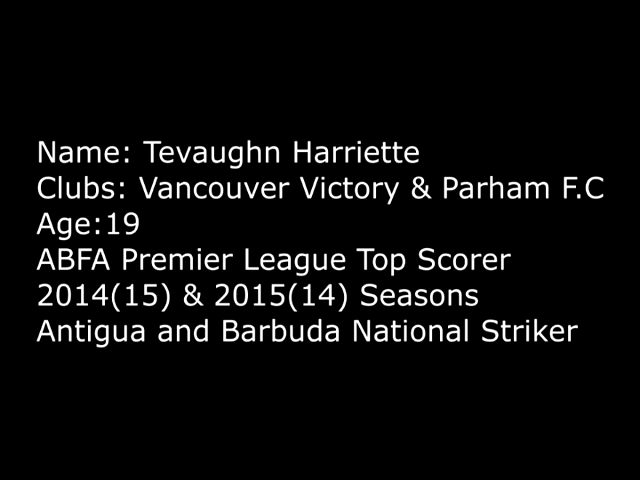 Name: Tevaughn Harriette
Clubs: Vancouver Victory & Parham F.C
Age:19
ABFA Premier League Top Scorer
2014(15) & 2015(14) Seasons
Antigua and Barbuda National Striker